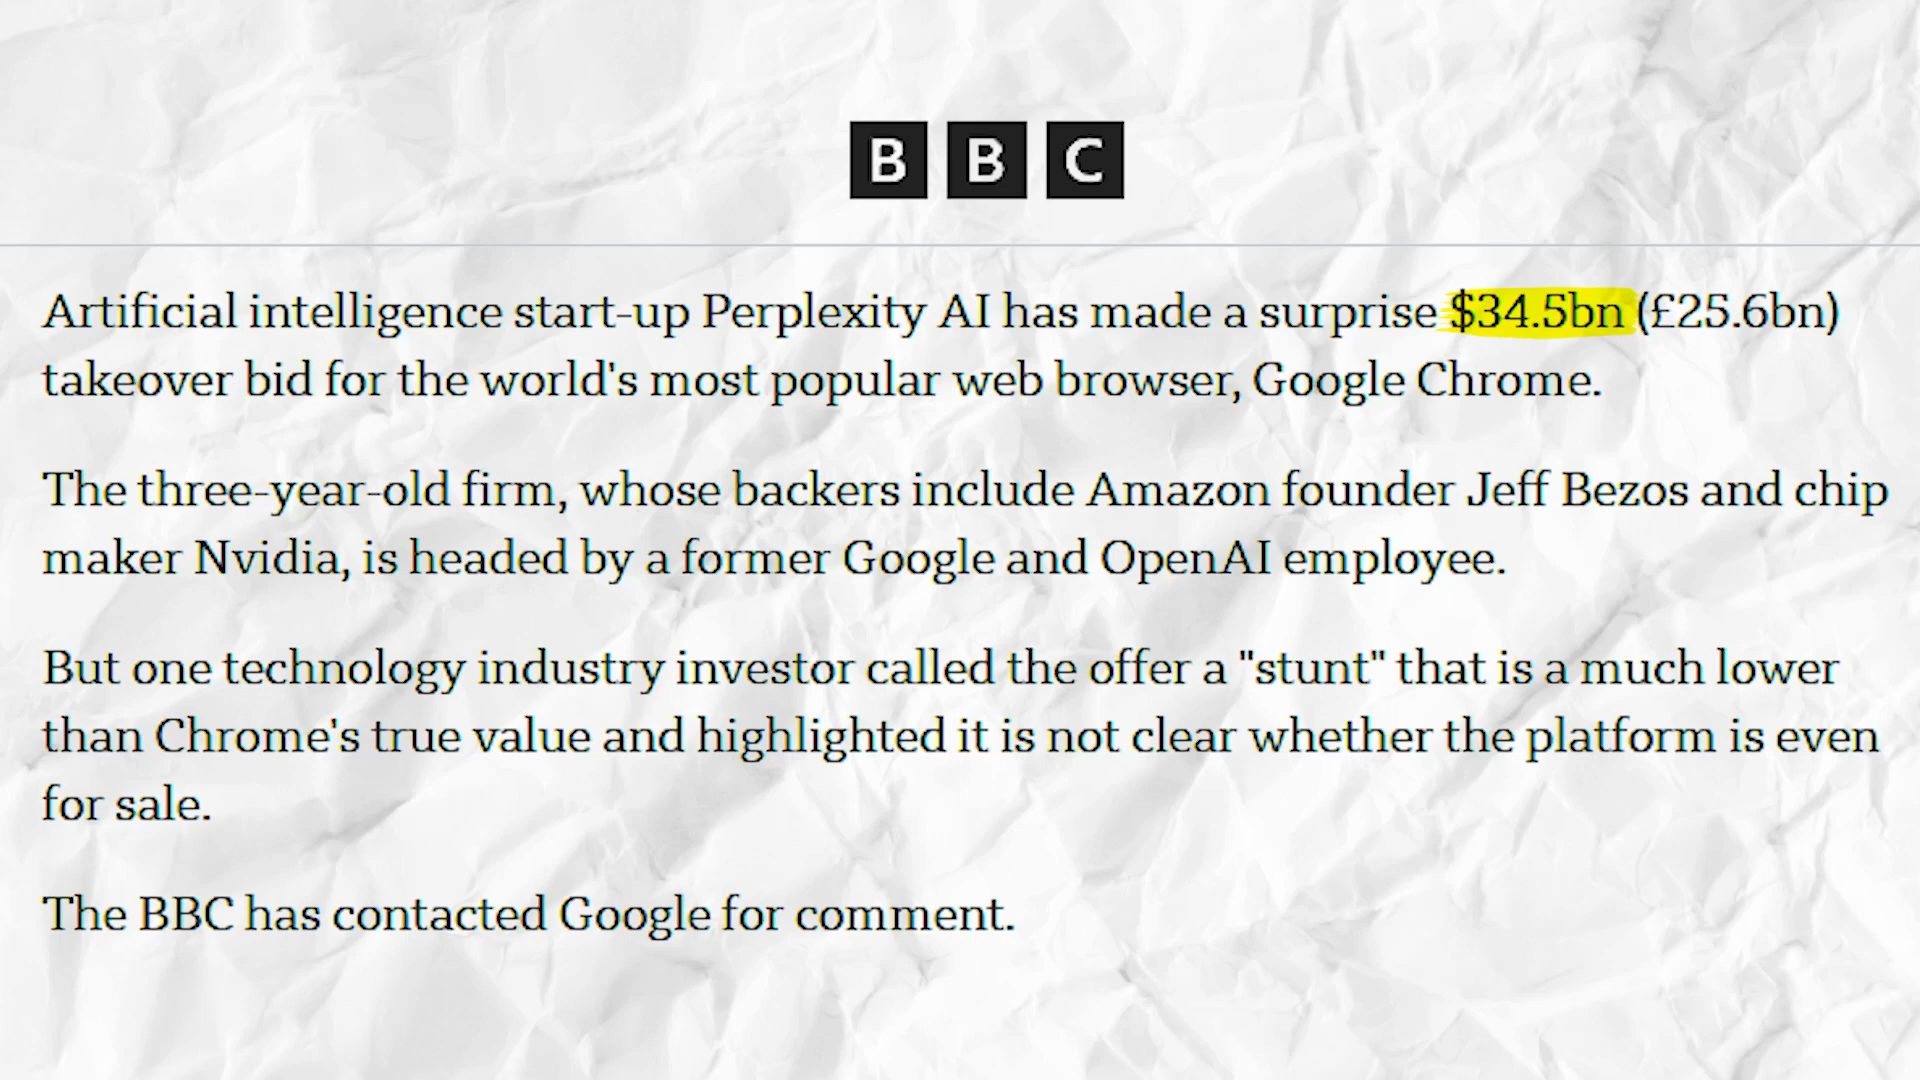 BBC
Artificial intelligence start-up Perplexity AI has made a surprise $34.5bn (£25.6bn)
takeover bid for the world's most popular web browser, Google Chrome.
The three-year-old firm, whose backers include Amazon founder Jeff Bezos and chip
maker Nvidia, is headed by a former Google and OpenAI employee.
But one technology industry investor called the offer a "stunt" that is a much lower
than Chrome's true value and highlighted it is not clear whether the platform is even
for sale.
The BBC has contacted Google for comment.